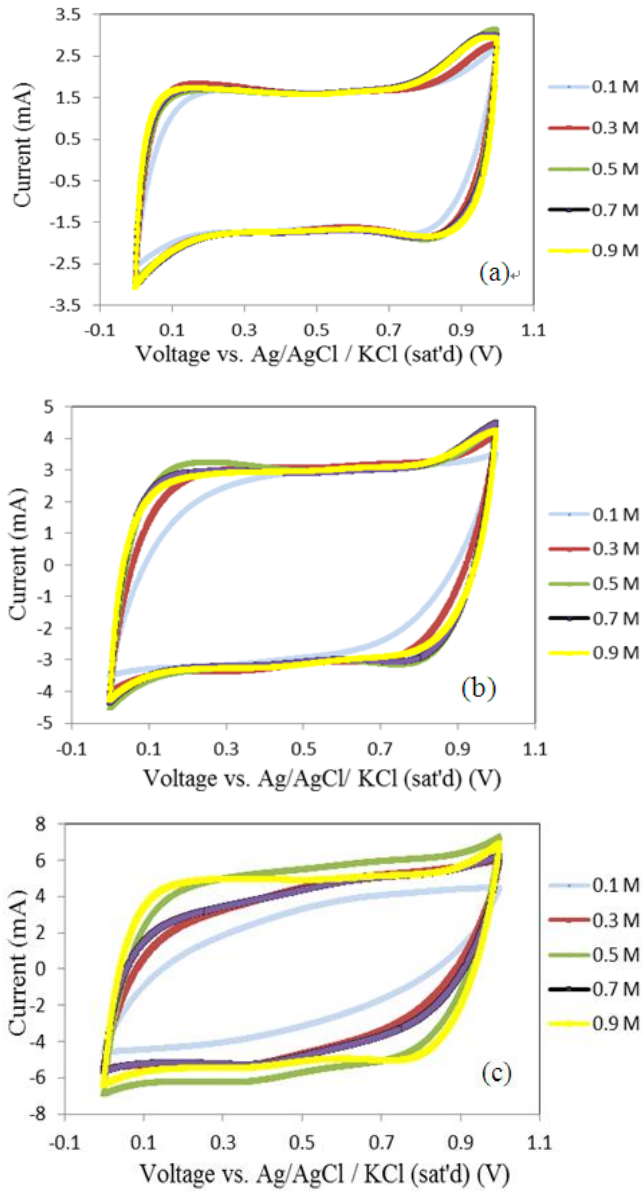 3.5
2.5
1.5
0.5
-0.5
-1.5
-2.5
-3.5
Current (mA)
-0.1 0.1 0.3 0.5 0.7 0.9 1.1
Voltage vs. Ag/AgCl / KCl (sat'd) (V)
(a)↵
0.1 M
0.3 M
0.5 M
0.7 M
0.9 M
5
4
3
2
1
0
-1
-2
-3
-4
-5
Current (mA)
-0.1 0.1 0.3 0.5 0.7 0.9 1.1
Voltage vs. Ag/AgCl/ KCl (sat'd) (V)
(b)
0.1 M
0.3 M
0.5 M
0.7 M
0.9 M
8
6
4
2
0
-2
-4
-6
-8
Current (mA)
-0.1 0.1 0.3 0.5 0.7 0.9 1.1
Voltage vs. Ag/AgCl / KCl (sat'd) (V)
(c)
0.1 M
0.3 M
0.5 M
0.7 M
0.9 M